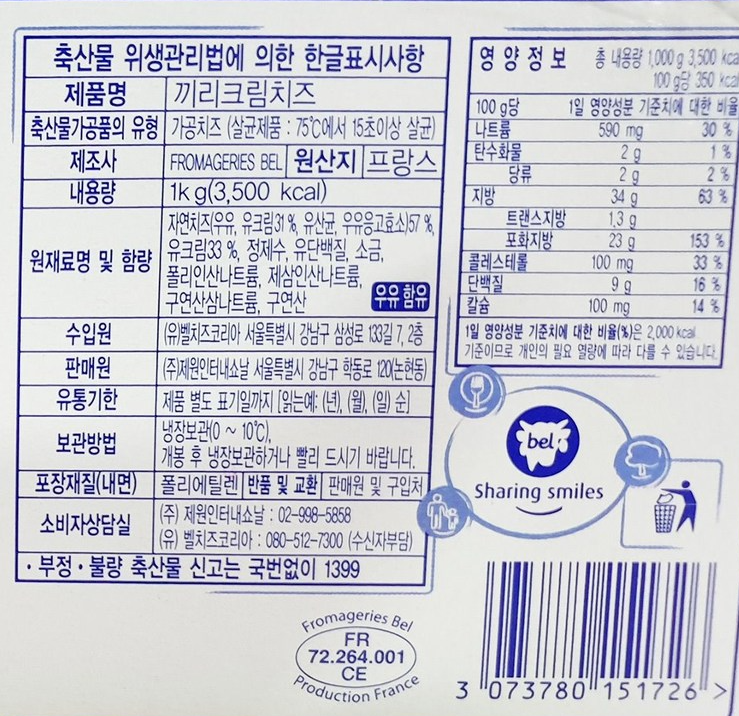 축산물 위생관리법에 의한 한글표시사항
제품명 끼리크림치즈
축산물가공품의 유형 가공치즈 (살균제품 : 75℃에서 15초이상 살균)
제조사 FROMAGERIES BEL 원산지 프랑스
내용량 1kg(3,500 kcal)
원재료명 및 함량
자연치즈(우유, 유크림31 %, 유산균, 우유응고효소)57 %,
유크림33 %, 정제수, 유단백질, 소금,
폴리인산나트륨, 제삼인산나트륨,
구연산삼나트륨, 구연산
우유 함유
수입원 (유)벨치즈코리아 서울특별시 강남구 삼성로 133길 7, 2층
판매원 (주)제원인터내쇼날 서울특별시 강남구 학동로 120(논현동)
유통기한 제품 별도 표기일까지 [읽는예: (년), (월), (일) 순]
보관방법
냉장보관(0 ~ 10℃),
개봉 후 냉장보관하거나 빨리 드시기 바랍니다.
포장재질(내면) 폴리에틸렌 반품 및 교환 판매원 및 구입처
소비자상담실
(주) 제원인터내쇼날 : 02-998-5858
(유) 벨치즈코리아 : 080-512-7300 (수신자부담)
• 부정 • 불량 축산물 신고는 국번없이 1399
영양정보 총 내용량 1,000 g 3,500 kca
100 g당 350 kcal
100 g당 1일 영양성분 기준치에 대한 비율
나트륨 590 mg 30 %
탄수화물 2 g 1 %
당류 2 g 2 %
지방 34 g 63 %
트랜스지방 1.3 g
포화지방 23 g 153 %
콜레스테롤 100 mg 33 %
단백질 9 g 16 %
칼슘 100 mg 14 %
1일 영양성분 기준치에 대한 비율(%)은 2,000 kcal
기준이므로 개인의 필요 열량에 따라 다를 수 있습니다.
bel
Sharing smiles
Fromageries Bel
FR
72.264.001
CE
Production France
3 073780 151726 >